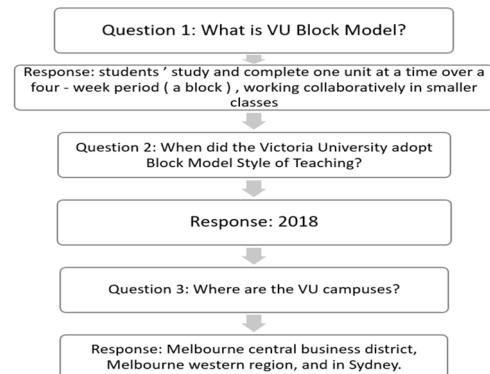 Question 1: What is VU Block Model?
Response: students ’ study and complete one unit at a time over a
four - week period ( a block ) , working collaboratively in smaller
classes
Question 2: When did the Victoria University adopt
Block Model Style of Teaching?
Response: 2018
Question 3: Where are the VU campuses?
Response: Melbourne central business district,
Melbourne western region, and in Sydney.